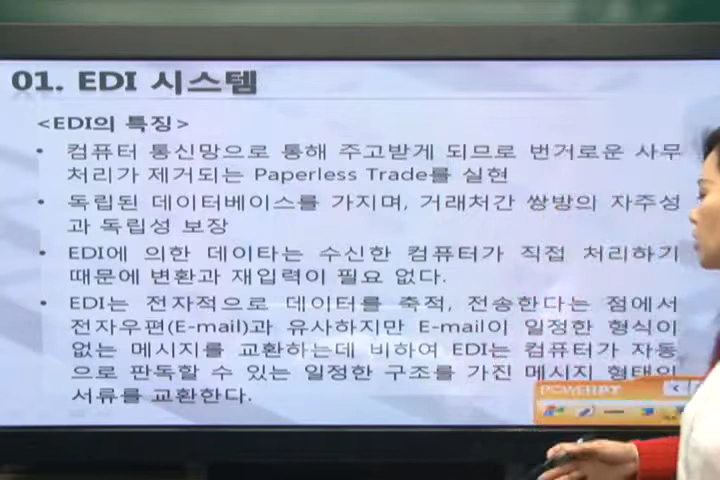 01. EDI 시스템
<EDI의 특징>
• 컴퓨터 통신망으로 통해 주고받게 되므로 번거로운 사무
처리가 제거되는 Paperless Trade를 실현
• 독립된 데이터베이스를 가지며, 거래처간 쌍방의 자주성
과 독립성 보장
• EDI에 의한 데이타는 수신한 컴퓨터가 직접 처리하기
때문에 변환과 재입력이 필요 없다.
• EDI는 전자적으로 데이터를 축적, 전송한다는 점에서
전자우편(E-mail)과 유사하지만 E-mail이 일정한 형식이
없는 메시지를 교환하는데 비하여 EDI는 컴퓨터가 자동
으로 판독할 수 있는 일정한 구조를 가진 메시지 형태의
서류를 교환한다.